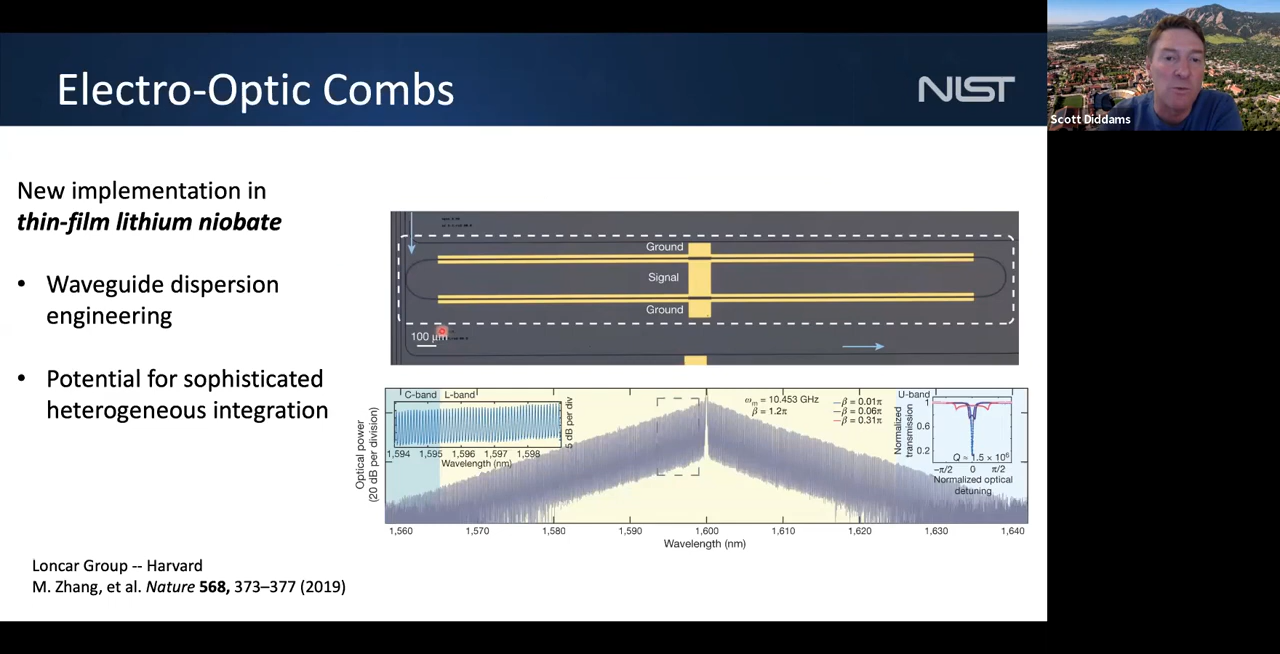 Electro-Optic Combs
NIST
Scott Diddams
New implementation in
thin-film lithium niobate
• Waveguide dispersion
engineering
• Potential for sophisticated
heterogeneous integration
Ground
Signal
Ground
100 μm
C-band L-band
5 dB per div
1,594 1,595 1,596 1,597 1,598
Wavelength (nm)
ωm = 10.453 GHz
β = 1.2π
β = 0.01π
β = 0.06π
β = 0.31π
U-band
Normalized
transmission
1
0.6
0.2
Q ≈ 1.5 × 10⁶
−π/2 0 π/2
Normalized optical
detuning
Optical power
(20 dB per division)
1,560 1,570 1,580 1,590 1,600 1,610 1,620 1,630 1,640
Wavelength (nm)
Loncar Group -- Harvard
M. Zhang, et al. Nature 568, 373–377 (2019)